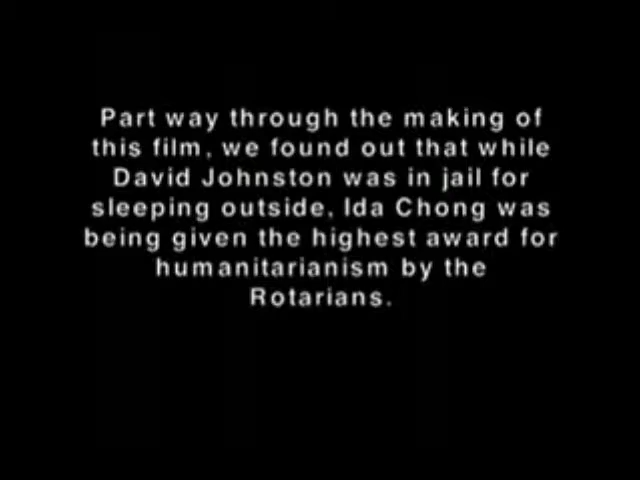 Part way through the making of
this film, we found out that while
David Johnston was in jail for
sleeping outside, Ida Chong was
being given the highest award for
humanitarianism by the
Rotarians.